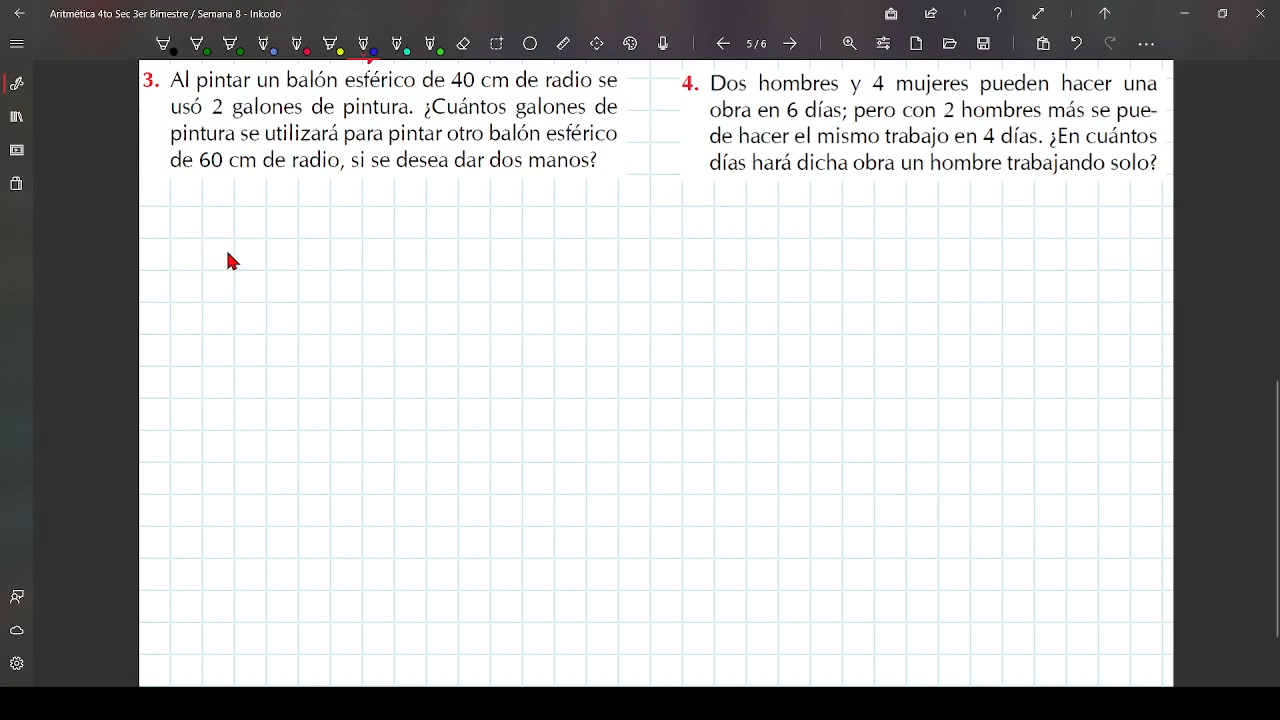 Aritmética 4to Sec 3er Bimestre / Semana 8 - Inkodo
5 / 6
3. Al pintar un balón esférico de 40 cm de radio se
usó 2 galones de pintura. ¿Cuántos galones de
pintura se utilizará para pintar otro balón esférico
de 60 cm de radio, si se desea dar dos manos?
4. Dos hombres y 4 mujeres pueden hacer una
obra en 6 días; pero con 2 hombres más se pue-
de hacer el mismo trabajo en 4 días. ¿En cuántos
días hará dicha obra un hombre trabajando solo?